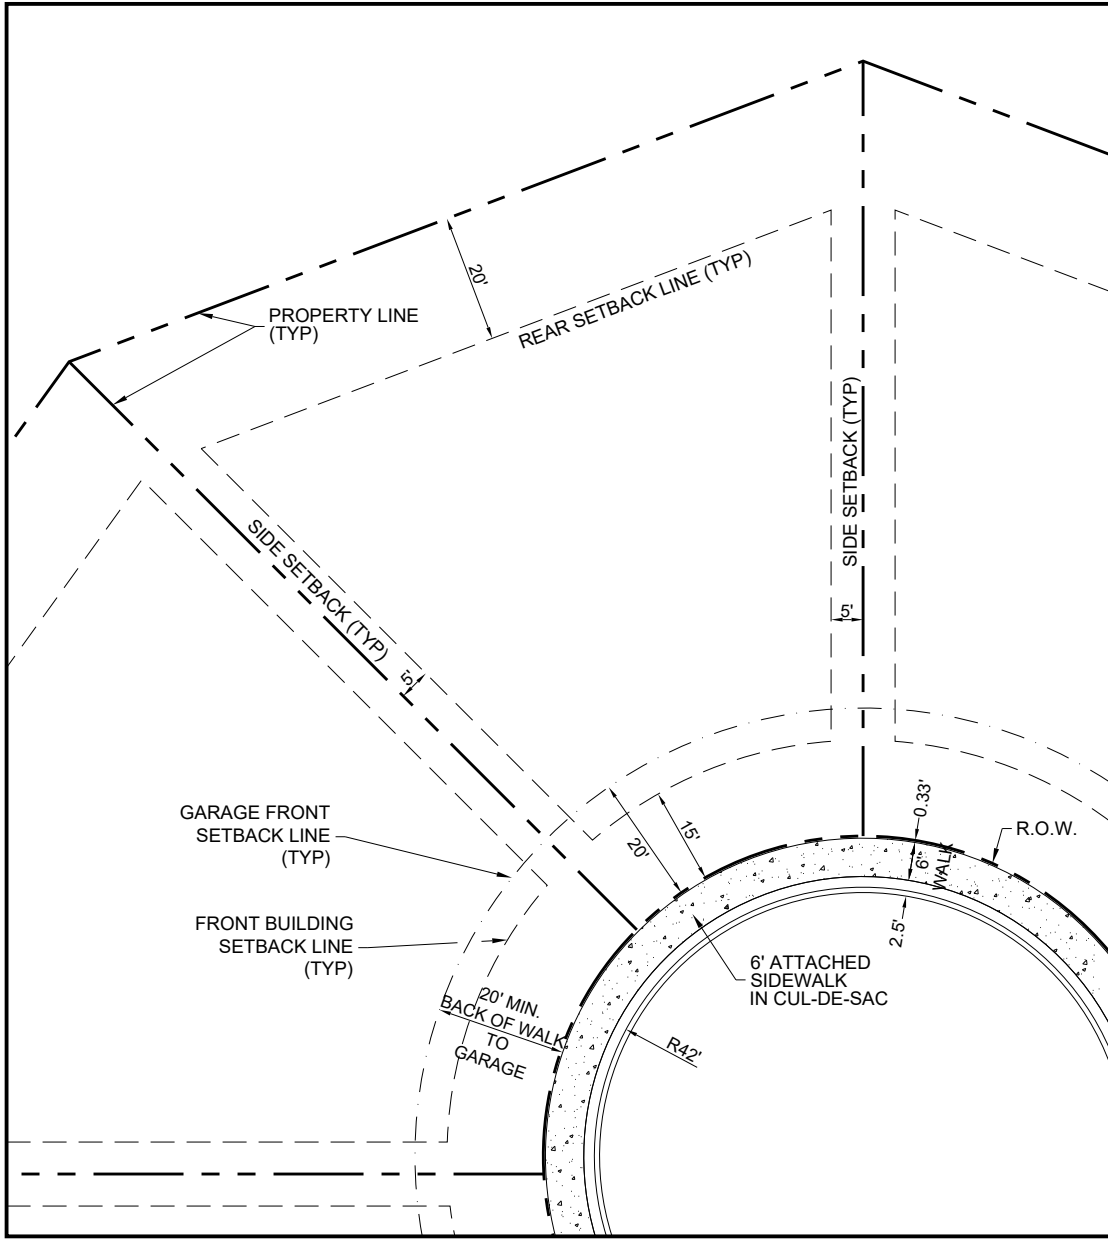 20'
PROPERTY LINE
(TYP)
REAR SETBACK LINE (TYP)
SIDE SETBACK (TYP)
SIDE SETBACK (TYP)
5'
5'
GARAGE FRONT
SETBACK LINE
(TYP)
20'
15'
0.33'
R.O.W.
6"
WALK
FRONT BUILDING
SETBACK LINE
(TYP)
2.5'
6' ATTACHED
SIDEWALK
IN CUL-DE-SAC
20' MIN.
BACK OF WALK
TO
GARAGE
R42'